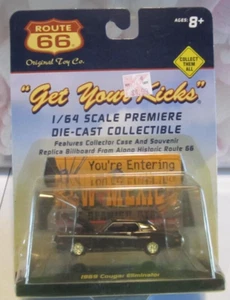 ROUTE
66
Original Toy Co.
AGES: 8+
COLLECT
THEM
ALL
"Get Your Kicks"
1/64 SCALE PREMIERE
DIE-CAST COLLECTIBLE
Features Collector Case And Souvenir
Replica Billboard From Along Historic Route 66
You're Entering
Cougar Eliminator